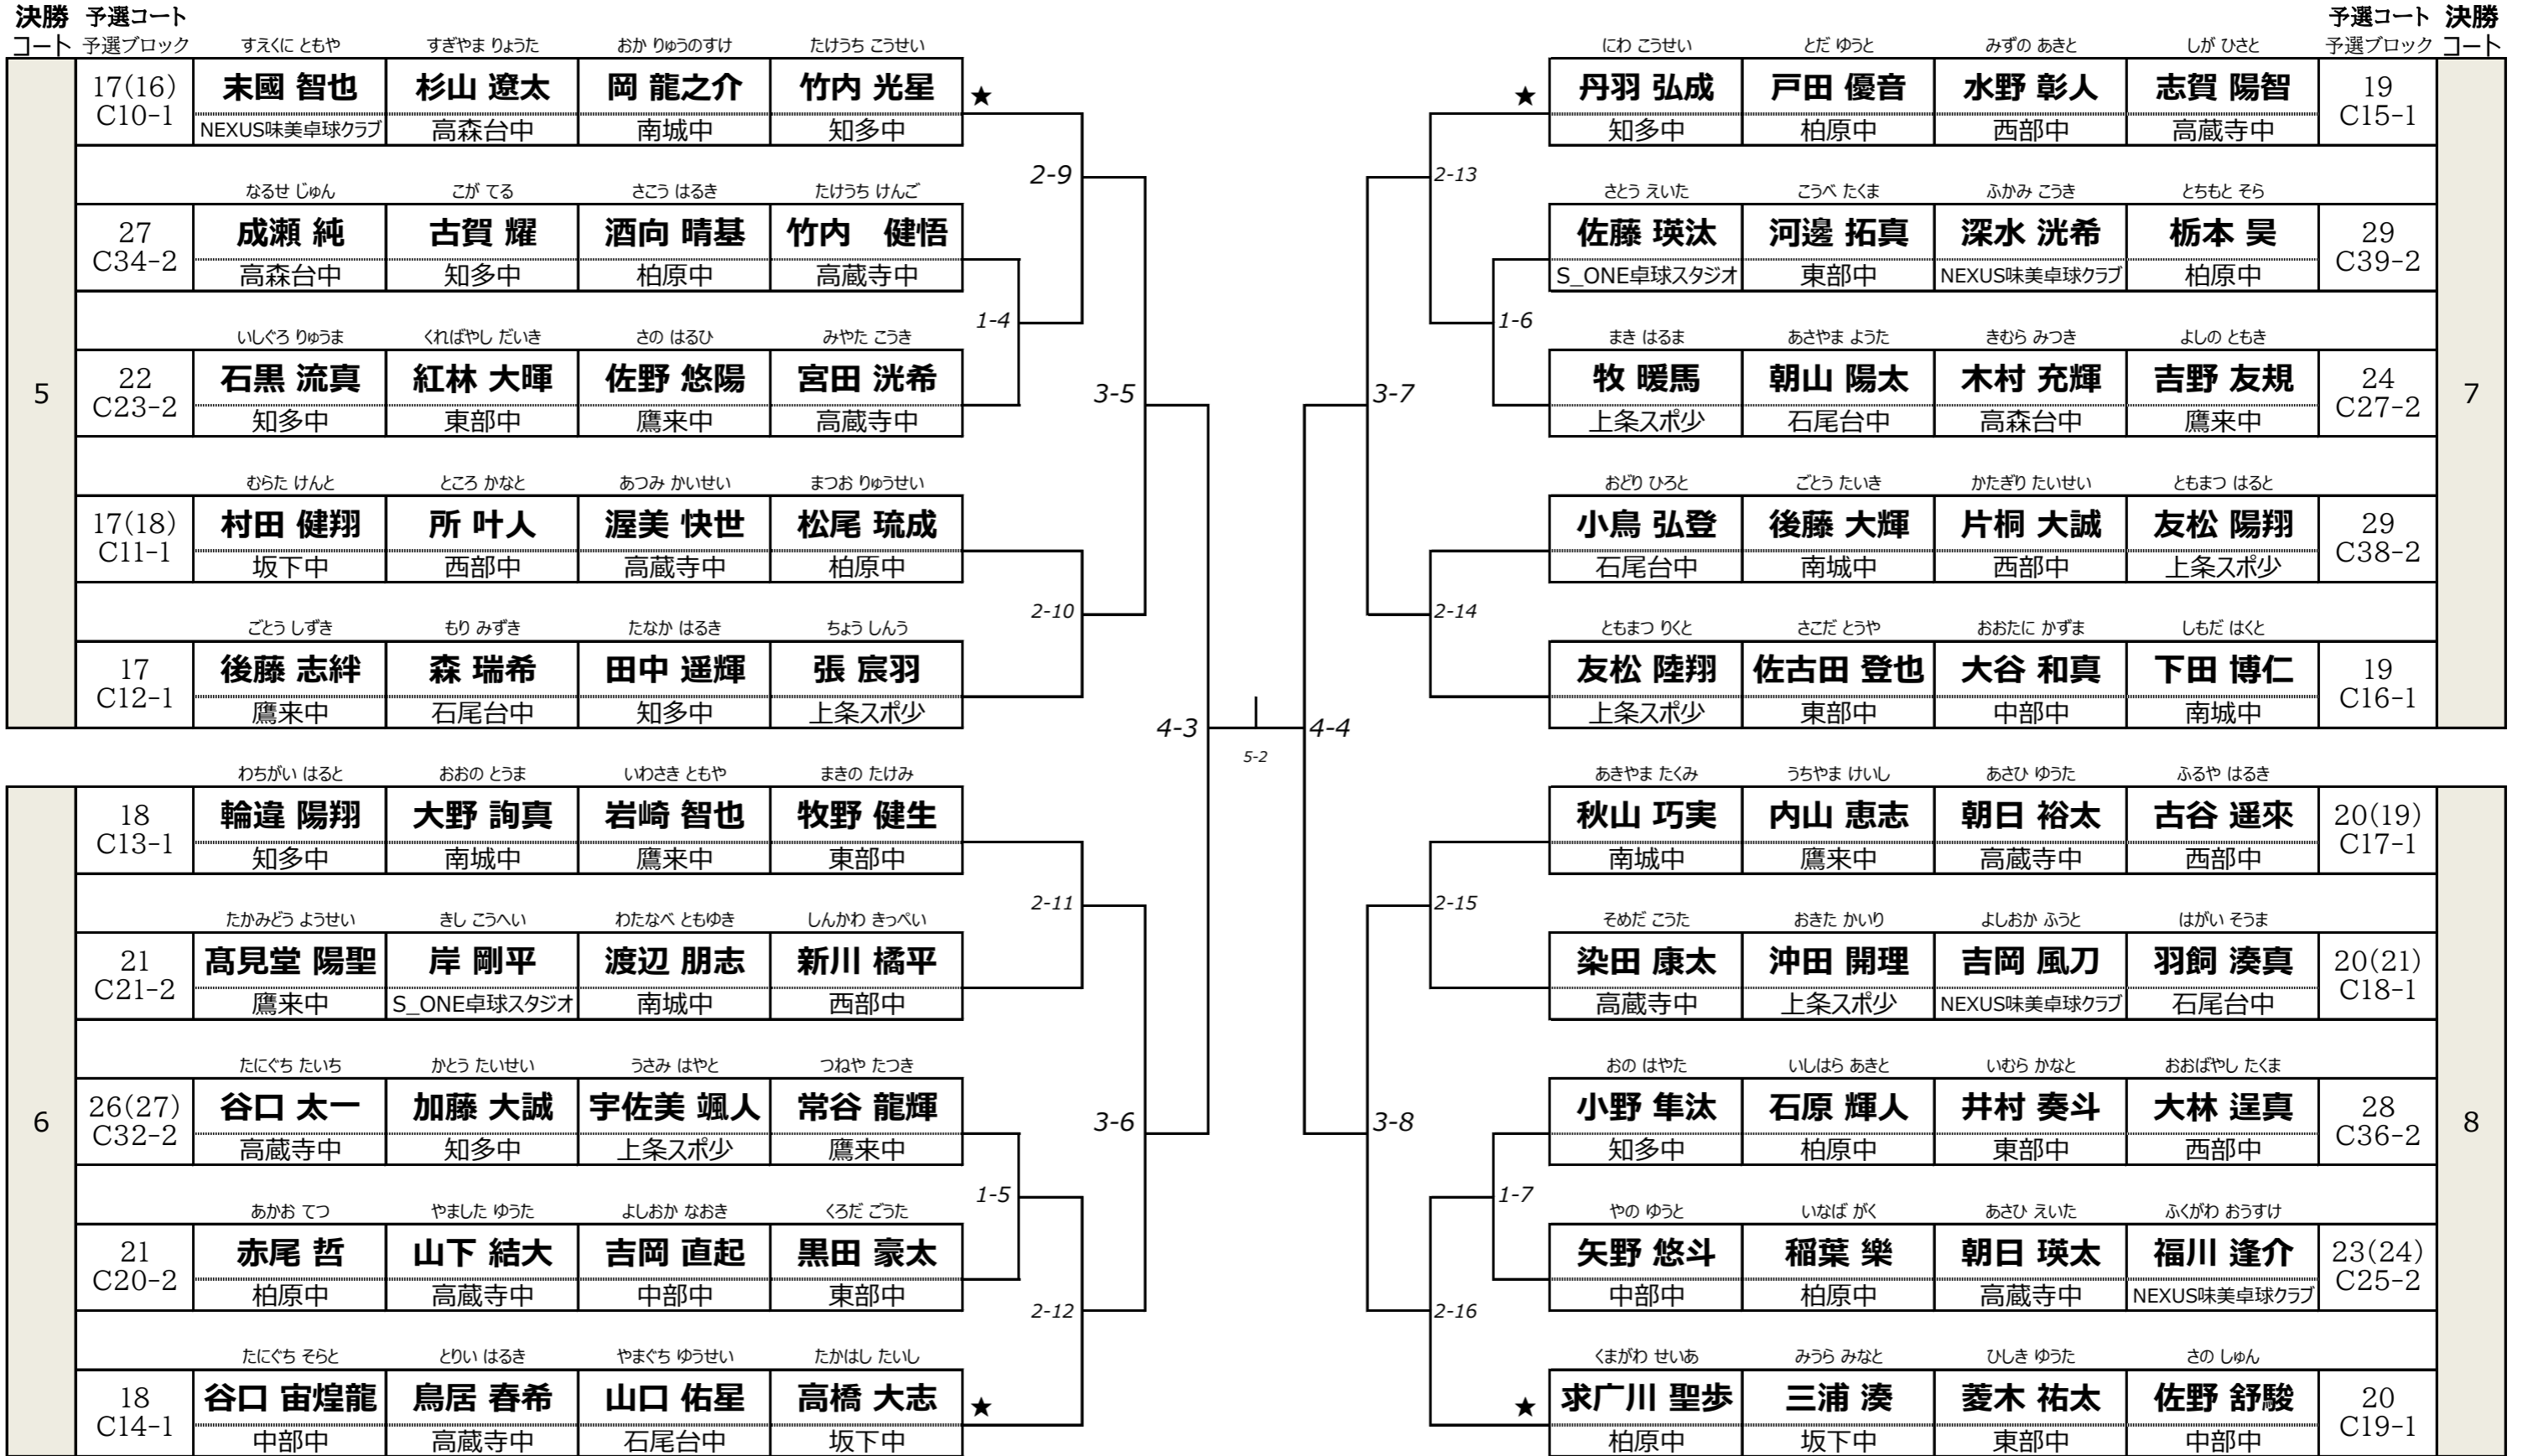 決勝 予選コート 予選コート 決勝
コート 予選ブロック 予選ブロック コート
すえくに ともや すぎやま りょうた おか りゅうのすけ たけうち こうせい
17(16) 末國 智也 杉山 遼太 岡 龍之介 竹内 光星 ★
C10-1 NEXUS味美卓球クラブ 高森台中 南城中 知多中
2-9
なるせ じゅん こが てる さこう はるき たけうち けんご
27 成瀬 純 古賀 耀 酒向 晴基 竹内 健悟
C34-2 高森台中 知多中 柏原中 高蔵寺中
1-4
いしぐろ りゅうま くればやし だいき さの はるひ みやた こうき
22 石黒 流真 紅林 大暉 佐野 悠陽 宮田 洸希
C23-2 知多中 東部中 鷹来中 高蔵寺中
5
3-5
むらた けんと ところ かなと あつみ かいせい まつお りゅうせい
17(18) 村田 健翔 所 叶人 渥美 快世 松尾 琉成
C11-1 坂下中 西部中 高蔵寺中 柏原中
2-10
ごとう しずき もり みずき たなか はるき ちょう しんう
17 後藤 志絆 森 瑞希 田中 遥輝 張 宸羽
C12-1 鷹来中 石尾台中 知多中 上条スポ少
4-3
わちがい はると おおの とうま いわさき ともや まきの たけみ
18 輪違 陽翔 大野 詢真 岩崎 智也 牧野 健生
C13-1 知多中 南城中 鷹来中 東部中
2-11
たかみどう ようせい きし こうへい わたなべ ともゆき しんかわ きっぺい
21 髙見堂 陽聖 岸 剛平 渡辺 朋志 新川 橘平
C21-2 鷹来中 S_ONE卓球スタジオ 南城中 西部中
たにぐち たいち かとう たいせい うさみ はやと つねや たつき
26(27) 谷口 太一 加藤 大誠 宇佐美 颯人 常谷 龍輝
C32-2 高蔵寺中 知多中 上条スポ少 鷹来中
6
3-6
1-5
あかお てつ やました ゆうた よしおか なおき くろだ ごうた
21 赤尾 哲 山下 結大 吉岡 直起 黒田 豪太
C20-2 柏原中 高蔵寺中 中部中 東部中
2-12
たにぐち そらと とりい はるき やまぐち ゆうせい たかはし たいし
18 谷口 宙煌龍 鳥居 春希 山口 佑星 高橋 大志 ★
C14-1 中部中 高蔵寺中 石尾台中 坂下中
5-2
にわ こうせい とだ ゆうと みずの あきと しが ひさと
★ 丹羽 弘成 戸田 優音 水野 彰人 志賀 陽智 19
知多中 柏原中 西部中 高蔵寺中 C15-1
2-13
さとう えいた こうべ たくま ふかみ こうき とちもと そら
佐藤 瑛汰 河邊 拓真 深水 洸希 栃本 昊 29
S_ONE卓球スタジオ 東部中 NEXUS味美卓球クラブ 柏原中 C39-2
1-6
まき はるま あさやま ようた きむら みつき よしの ともき
牧 暖馬 朝山 陽太 木村 充輝 吉野 友規 24
上条スポ少 石尾台中 高森台中 鷹来中 C27-2
3-7
7
おどり ひろと ごとう たいき かたぎり たいせい ともまつ はると
小鳥 弘登 後藤 大輝 片桐 大誠 友松 陽翔 29
石尾台中 南城中 西部中 上条スポ少 C38-2
2-14
ともまつ りくと さこだ とうや おおたに かずま しもだ はくと
友松 陸翔 佐古田 登也 大谷 和真 下田 博仁 19
上条スポ少 東部中 中部中 南城中 C16-1
4-4
あきやま たくみ うちやま けいし あさひ ゆうた ふるや はるき
秋山 巧実 内山 恵志 朝日 裕太 古谷 遥來 20(19)
南城中 鷹来中 高蔵寺中 西部中 C17-1
2-15
そめだ こうた おきた かいり よしおか ふうと はがい そうま
染田 康太 沖田 開理 吉岡 風刀 羽飼 湊真 20(21)
高蔵寺中 上条スポ少 NEXUS味美卓球クラブ 石尾台中 C18-1
おの はやた いしはら あきと いむら かなと おおばやし たくま
小野 隼汰 石原 輝人 井村 奏斗 大林 逞真 28
知多中 柏原中 東部中 西部中 C36-2
3-8
8
1-7
やの ゆうと いなば がく あさひ えいた ふくがわ おうすけ
矢野 悠斗 稲葉 樂 朝日 瑛太 福川 逢介 23(24)
中部中 柏原中 高蔵寺中 NEXUS味美卓球クラブ C25-2
2-16
くまがわ せいあ みうら みなと ひしき ゆうた さの しゅん
★ 求广川 聖歩 三浦 湊 菱木 祐太 佐野 舒駿 20
柏原中 坂下中 東部中 中部中 C19-1